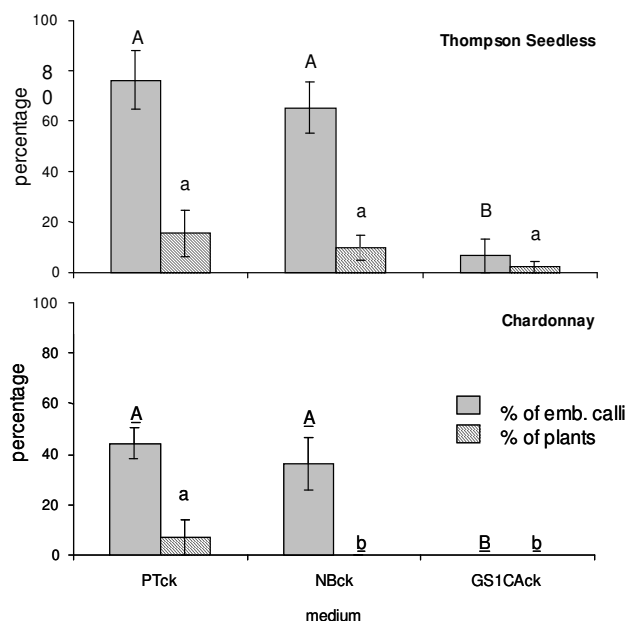 100
A
Thompson Seedless
8
0
A
percentage
60
40
a
20
a
B
a
0
100
Chardonnay
80
percentage
60
A
A
% of emb. calli
% of plants
40
a
20
b
B
b
0
PTck
NBck
GS1CAck
medium